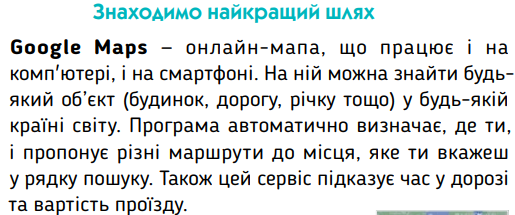 Знаходимо найкращий шлях
Google Maps – онлайн-мапа, що працює і на
комп'ютері, і на смартфоні. На ній можна знайти будь-
який об’єкт (будинок, дорогу, річку тощо) у будь-якій
країні світу. Програма автоматично визначає, де ти,
і пропонує різні маршрути до місця, яке ти вкажеш
у рядку пошуку. Також цей сервіс підказує час у дорозі
та вартість проїзду.